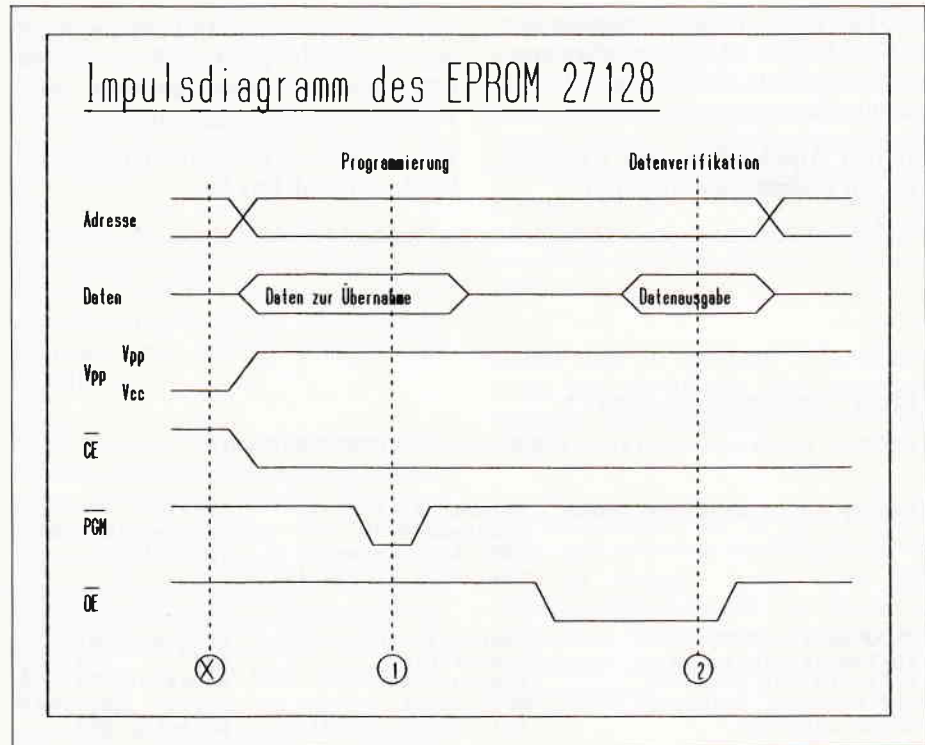 Impulsdiagramm des EPROM 27128
Programmierung Datenverifikation
Adresse
Daten Daten zur Übernahme Datenausgabe
Vpp
Vpp
Vcc
CE
PGM
OE
X 1 2